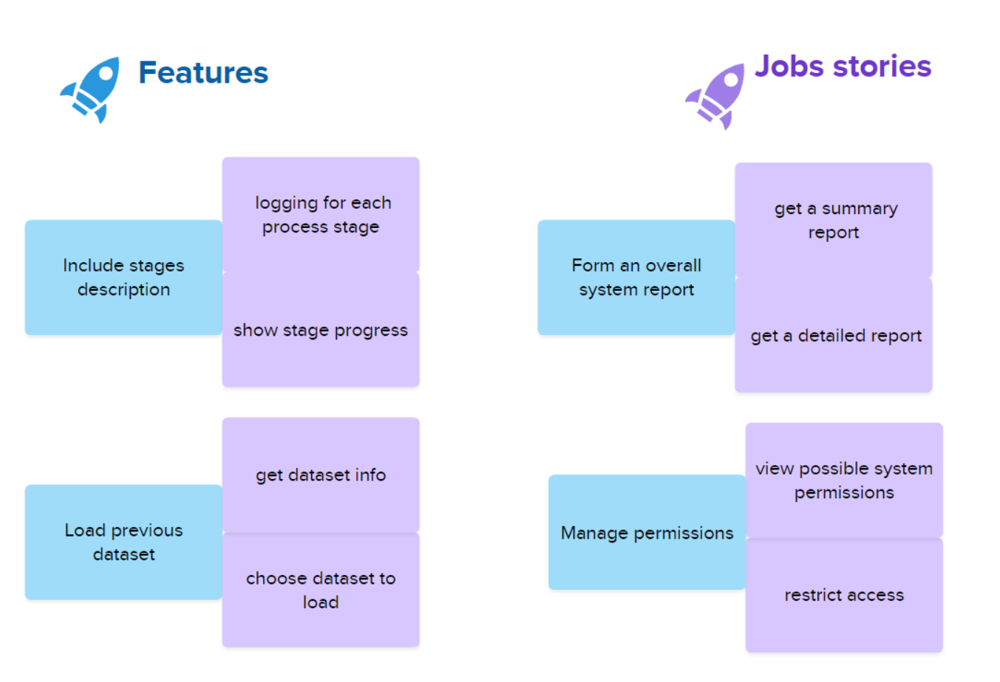 Features
Jobs stories
logging for each
process stage
Include stages
description
show stage progress
get a summary
report
Form an overall
system report
get a detailed report
get dataset info
Load previous
dataset
choose dataset to
load
view possible system
permissions
Manage permissions
restrict access